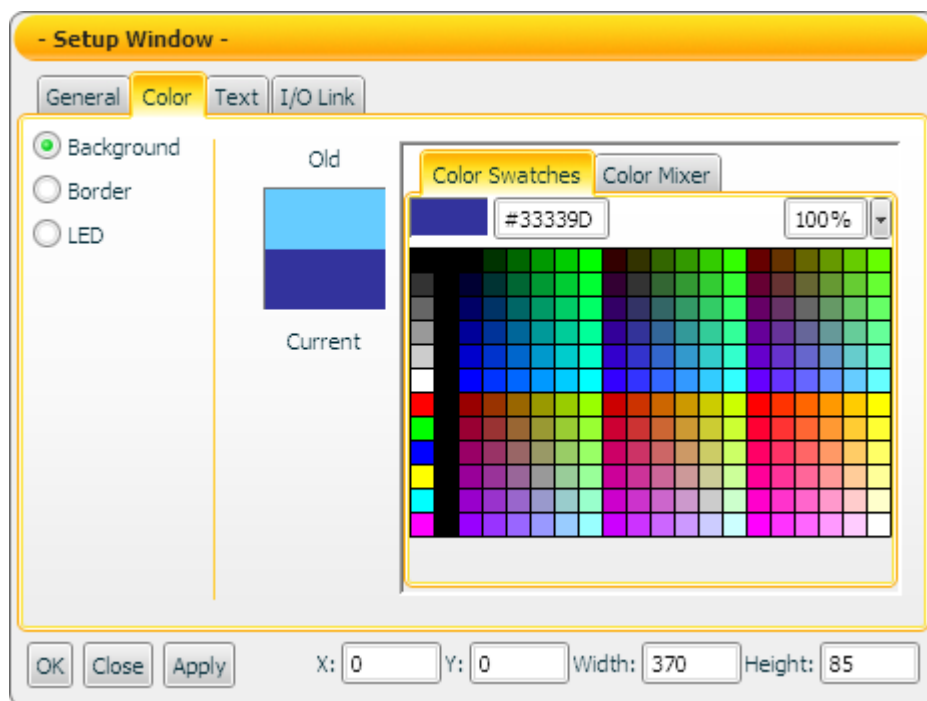 - Setup Window -
General Color Text I/O Link
Background
Border
LED
Old
Current
Color Swatches Color Mixer
#33339D 100%
OK Close Apply X: 0 Y: 0 Width: 370 Height: 85